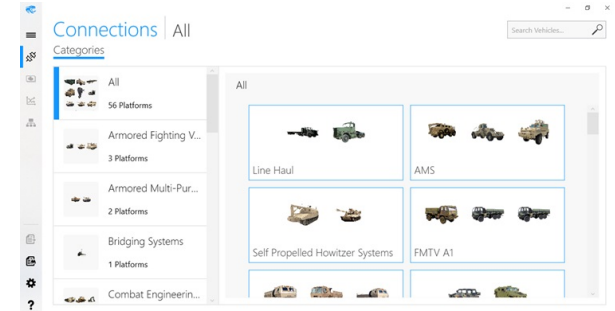 Connections All
Search Vehicles...
Categories
All
56 Platforms
Armored Fighting V...
3 Platforms
Armored Multi-Pur...
2 Platforms
Bridging Systems
1 Platforms
Combat Engineerin...
All
Line Haul
AMS
Self Propelled Howitzer Systems
FMTV A1
?